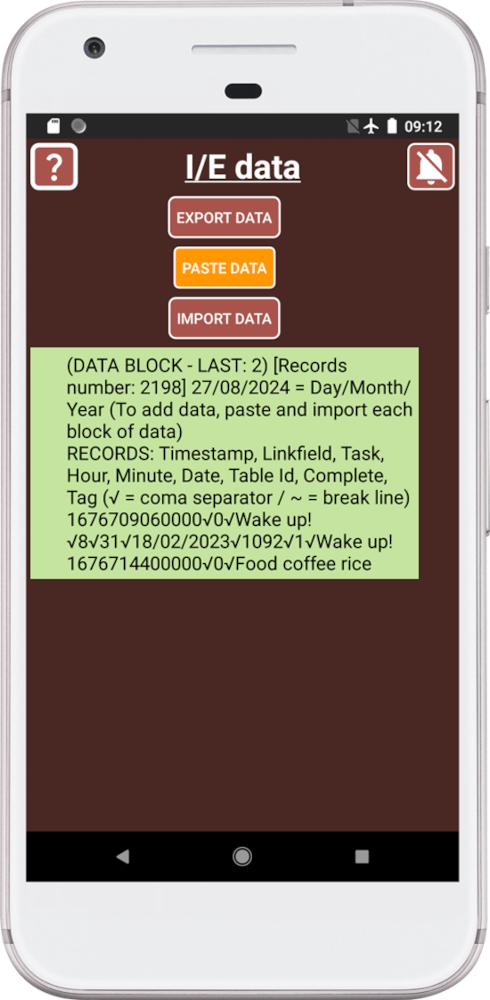 09:12
?
I/E data
EXPORT DATA
PASTE DATA
IMPORT DATA
(DATA BLOCK - LAST: 2) [Records
number: 2198] 27/08/2024 = Day/Month/
Year (To add data, paste and import each
block of data)
RECORDS: Timestamp, Linkfield, Task,
Hour, Minute, Date, Table Id, Complete,
Tag (√ = coma separator / ~ = break line)
1676709060000√0√Wake up!
√8√31√18/02/2023√1092√1√Wake up!
1676714400000√0√Food coffee rice